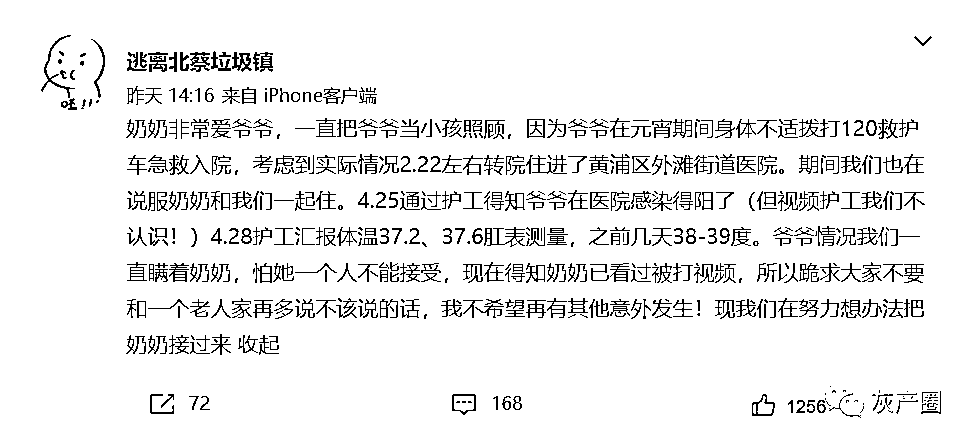 逃离北蔡垃圾镇
昨天 14:16 来自 iPhone客户端
奶奶非常爱爷爷，一直把爷爷当小孩照顾，因为爷爷在元宵期间身体不适拨打120救护
车急救入院，考虑到实际情况2.22左右转院住进了黄浦区外滩街道医院。期间我们也在
说服奶奶和我们一起住。4.25通过护工得知爷爷在医院感染得阳了（但视频护工我们不
认识！）4.28护工汇报体温37.2、37.6肛表测量，之前几天38-39度。爷爷情况我们一
直瞒着奶奶，怕她一个人不能接受，现在得知奶奶已看过被打视频，所以跪求大家不要
和一个老人家再多说不该说的话，我不希望再有其他意外发生！现我们在努力想办法把
奶奶接过来 收起
72 168 1256
灰产圈